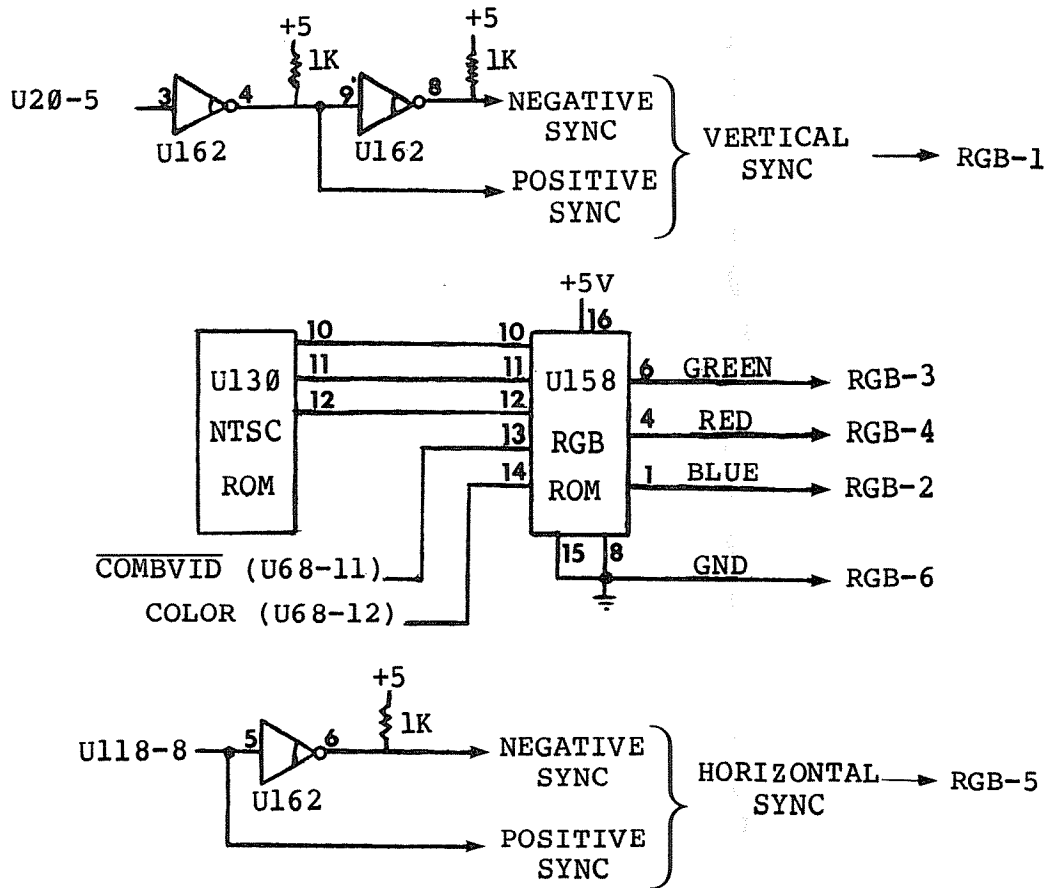 +5
+5
1K
1K
U20-5
3
4
9
8
NEGATIVE SYNC
U162
U162
VERTICAL SYNC
RGB-1
POSITIVE SYNC
+5V
16
10
10
U130 NTSC ROM
11
11
U158 RGB ROM
6
GREEN
RGB-3
12
12
4
RED
RGB-4
13
14
1
BLUE
RGB-2
COMBVID (U68-11)
15
8
GND
RGB-6
COLOR (U68-12)
+5
1K
U118-8
5
6
NEGATIVE SYNC
U162
HORIZONTAL SYNC
RGB-5
POSITIVE SYNC